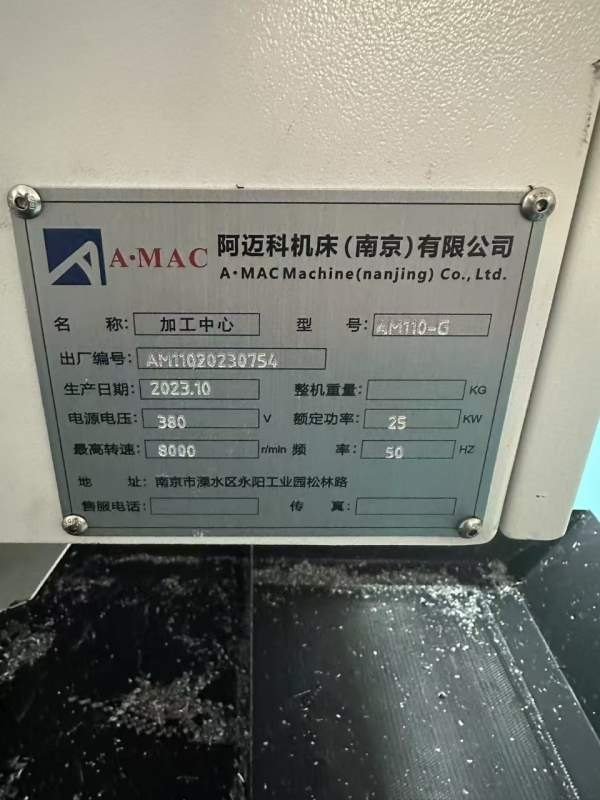 A·MAC 阿迈科机床(南京)有限公司
A·MAC Machine(nanjing) Co.,Ltd.
名 称: 加工中心 型 号: AM110-G
出厂编号: AM11020230754
生产日期: 2023.10 整机重量: KG
电源电压: 380 V 额定功率: 25 KW
最高转速: 8000 r/min 频 率: 50 HZ
地 址: 南京市溧水区永阳工业园松林路
售服电话: 传 真: